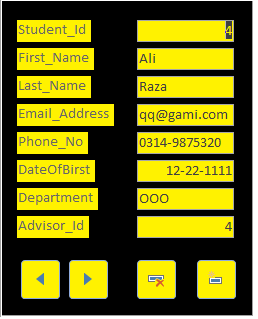 Student_Id 4
First_Name Ali
Last_Name Raza
Email_Address qq@gami.com
Phone_No 0314-9875320
DateOfBirst 12-22-1111
Department OOO
Advisor_Id 4